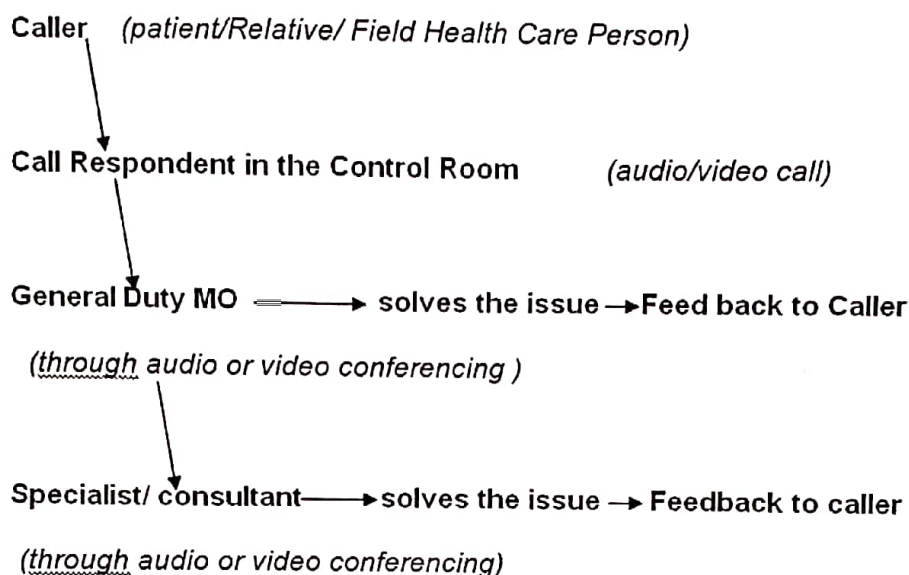 Caller (patient/Relative/ Field Health Care Person)
Call Respondent in the Control Room (audio/video call)
General Duty MO solves the issue Feed back to Caller
(through audio or video conferencing )
Specialist/ consultant solves the issue Feedback to caller
(through audio or video conferencing)